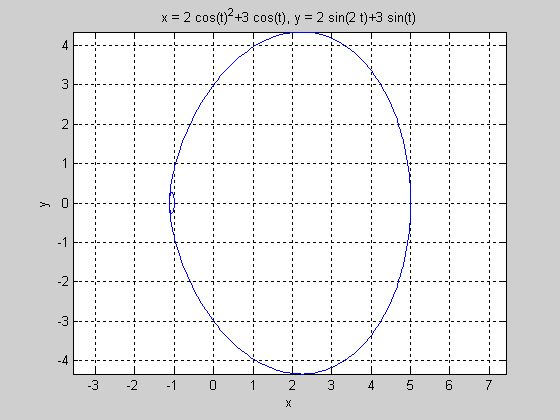 x = 2 cos(t)²+3 cos(t), y = 2 sin(2 t)+3 sin(t)
4
3
2
1
0
-1
-2
-3
-4
y
-3 -2 -1 0 1 2 3 4 5 6 7
x